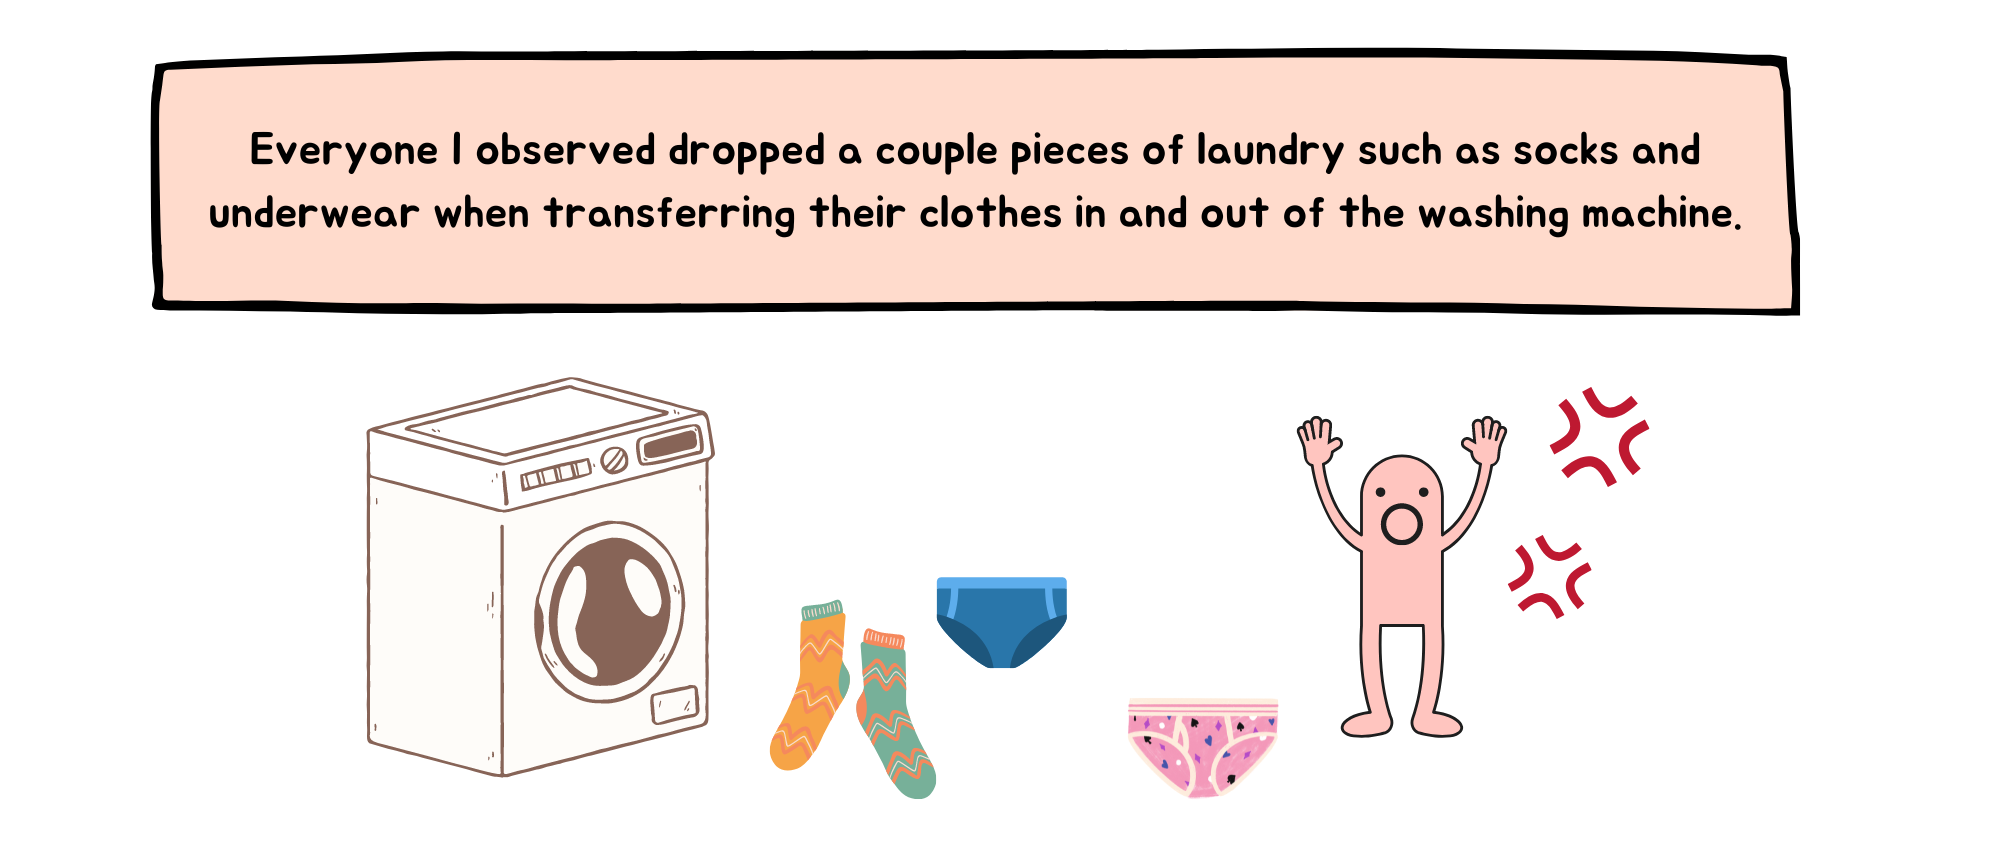 Everyone I observed dropped a couple pieces of laundry such as socks and
underwear when transferring their clothes in and out of the washing machine.